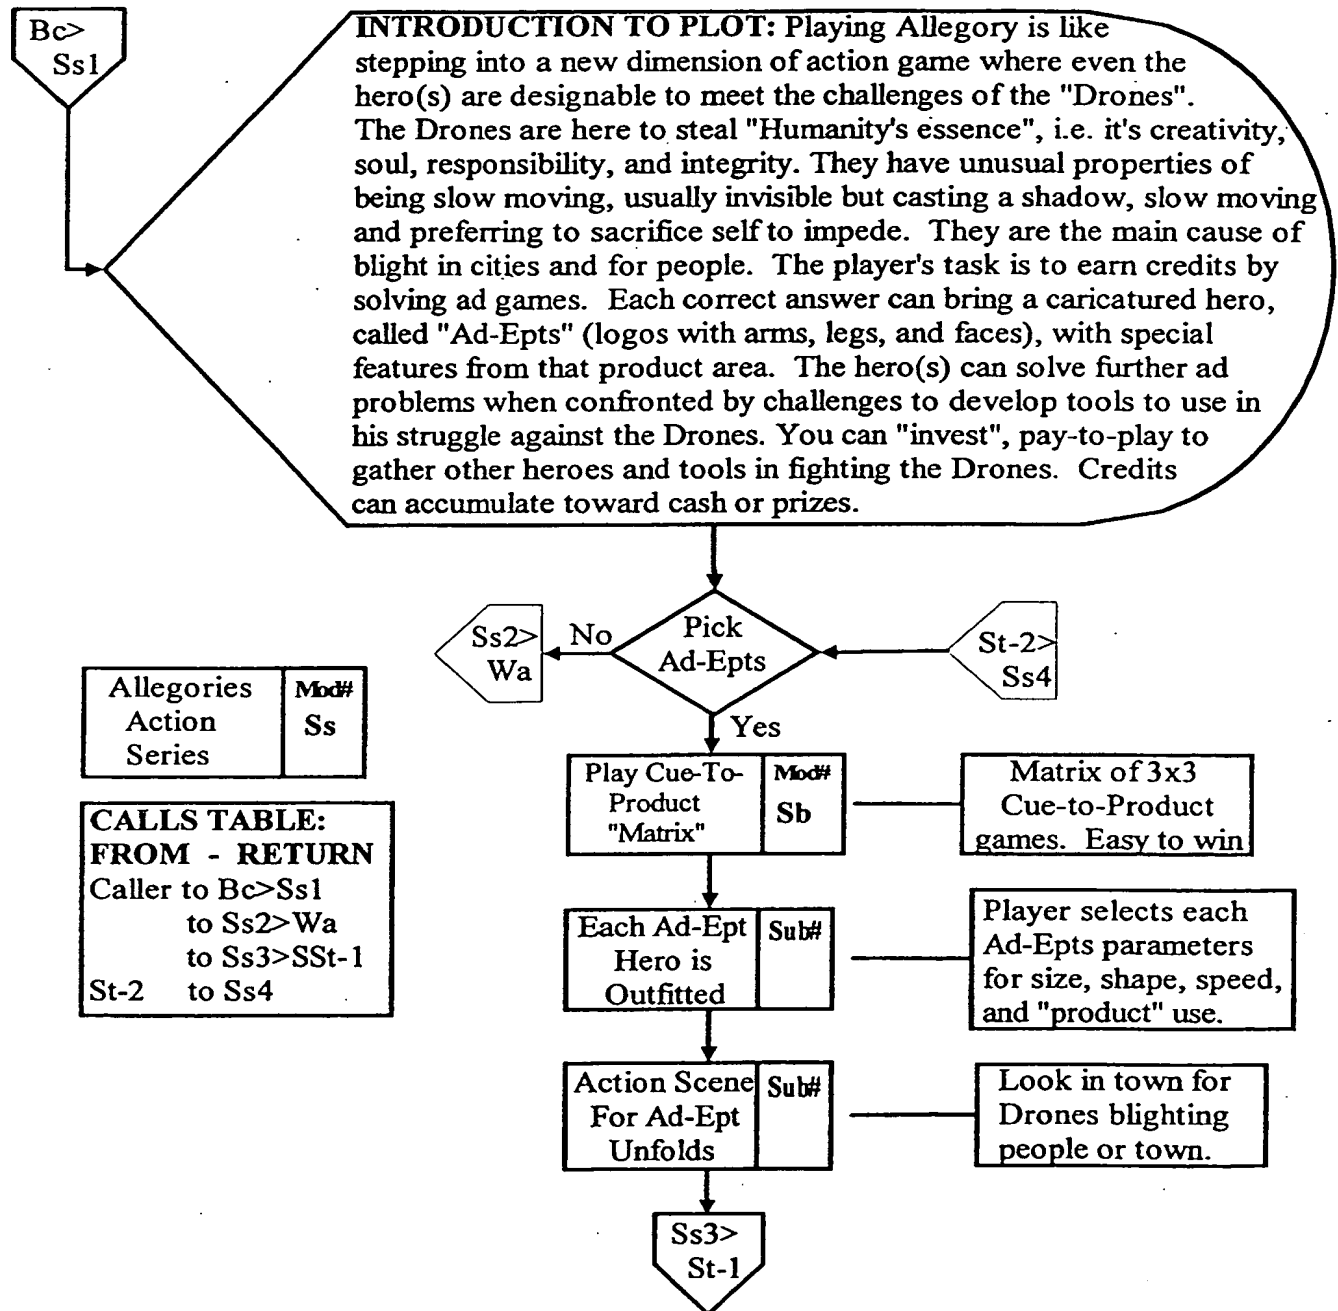 Bc>
Ss1
INTRODUCTION TO PLOT: Playing Allegory is like
stepping into a new dimension of action game where even the
hero(s) are designable to meet the challenges of the "Drones".
The Drones are here to steal "Humanity's essence", i.e. it's creativity,
soul, responsibility, and integrity. They have unusual properties of
being slow moving, usually invisible but casting a shadow, slow moving
and preferring to sacrifice self to impede. They are the main cause of
blight in cities and for people. The player's task is to earn credits by
solving ad games. Each correct answer can bring a caricatured hero,
called "Ad-Epts" (logos with arms, legs, and faces), with special
features from that product area. The hero(s) can solve further ad
problems when confronted by challenges to develop tools to use in
his struggle against the Drones. You can "invest", pay-to-play to
gather other heroes and tools in fighting the Drones. Credits
can accumulate toward cash or prizes.
Ss2>
Wa
No
Pick
Ad-Epts
St-2>
Ss4
Yes
Allegories
Action
Series
Mod#
Ss
Play Cue-To-
Product
"Matrix"
Mod#
Sb
Matrix of 3x3
Cue-to-Product
games. Easy to win
CALLS TABLE:
FROM - RETURN
Caller to Bc>Ss1
to Ss2>Wa
to Ss3>SSt-1
St-2 to Ss4
Each Ad-Ept
Hero is
Outfitted
Sub#
Player selects each
Ad-Epts parameters
for size, shape, speed,
and "product" use.
Action Scene
For Ad-Ept
Unfolds
Sub#
Look in town for
Drones blighting
people or town.
Ss3>
St-1